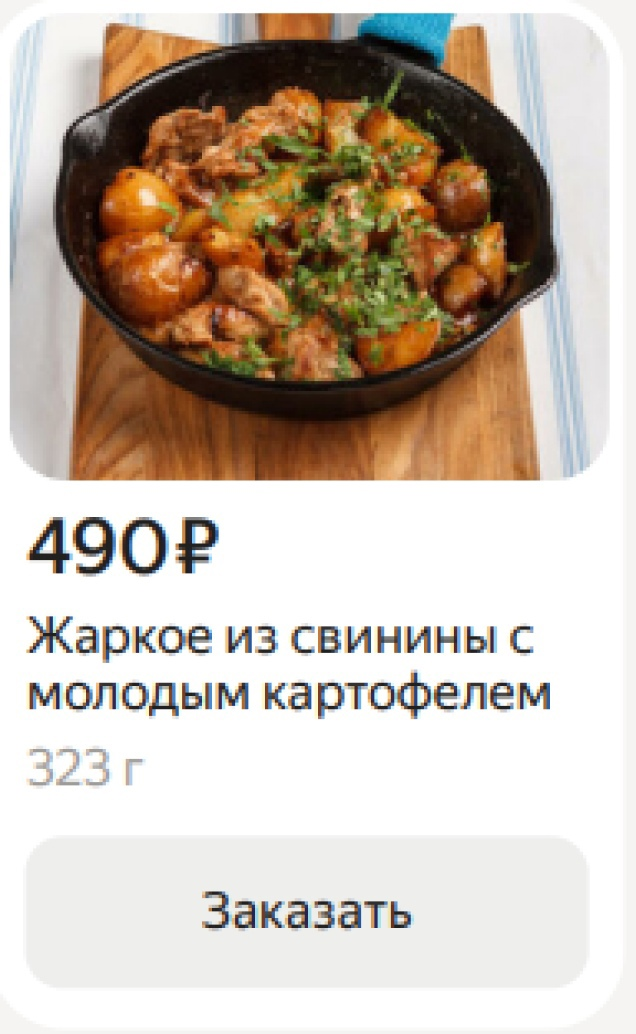 490₽
Жаркое из свинины с
молодым картофелем
323 г
Заказать